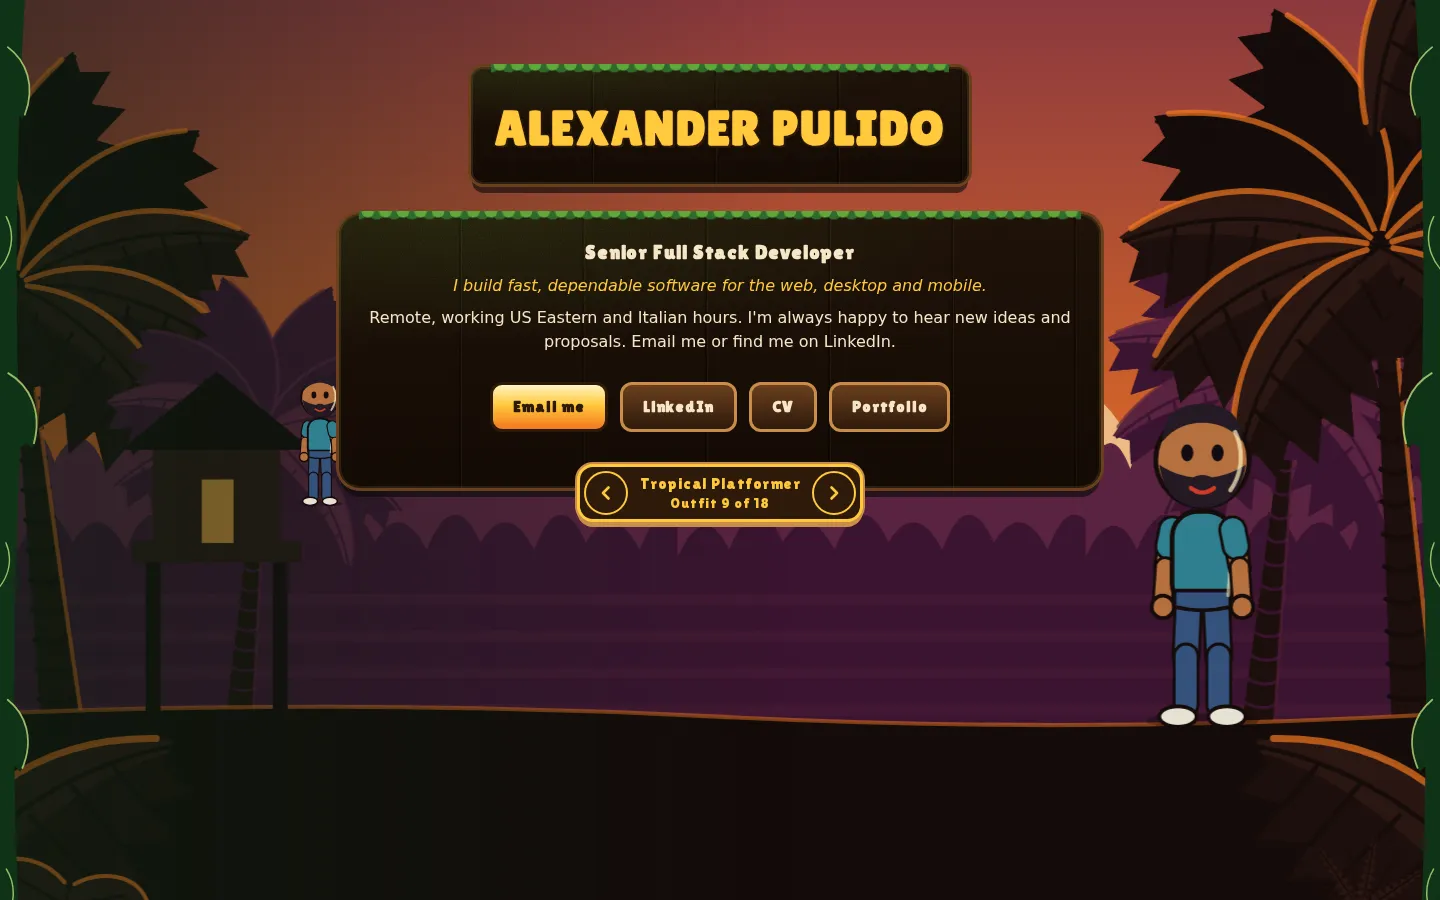 ALEXANDER PULIDO
Senior Full Stack Developer
I build fast, dependable software for the web, desktop and mobile.
Remote, working US Eastern and Italian hours. I'm always happy to hear new ideas and
proposals. Email me or find me on LinkedIn.
Email me
LinkedIn
CV
Portfolio
Tropical Platformer
Outfit 9 of 18